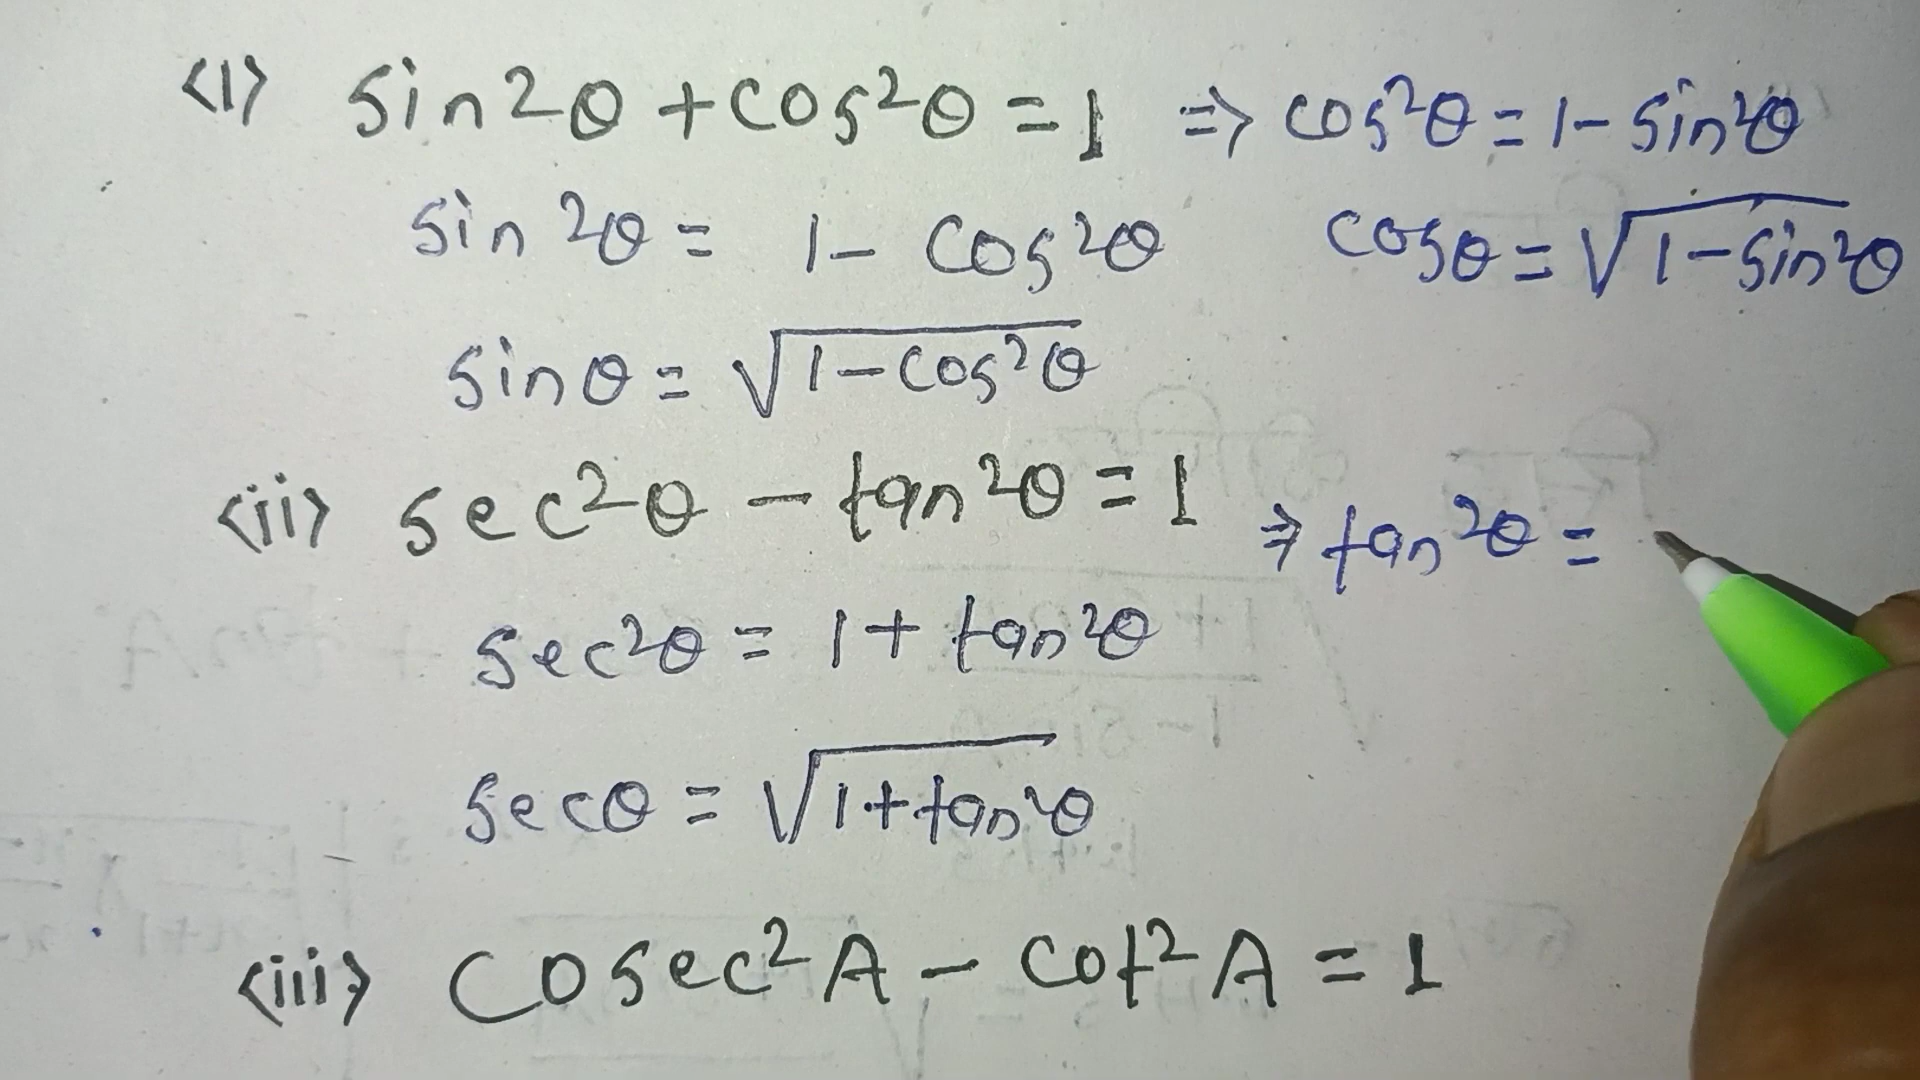 <i> sin²θ + cos²θ = 1 ⇒ cos²θ = 1 - sin²θ
sin²θ = 1 - cos²θ cosθ = √1 - sin²θ
sinθ = √1 - cos²θ
<ii> sec²θ - tan²θ = 1 ⇒ tan²θ =
sec²θ = 1 + tan²θ
secθ = √1 + tan²θ
<iii> cosec²A - cot²A = 1